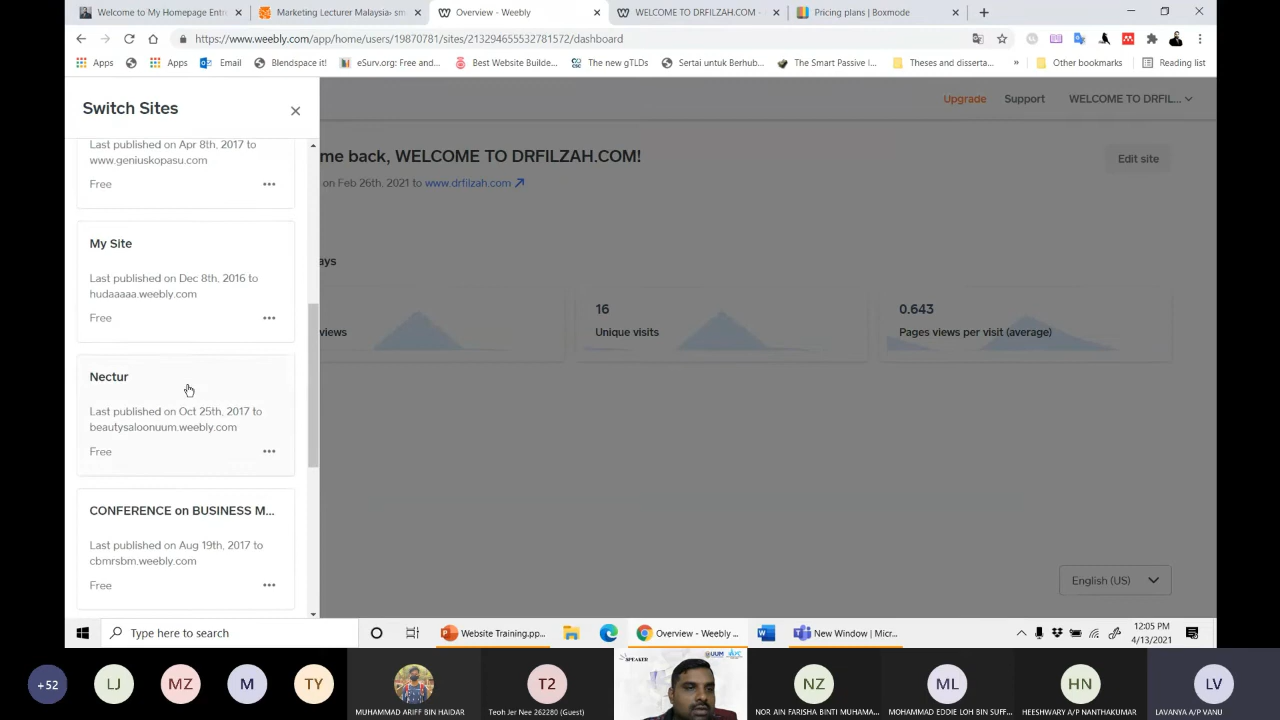 Welcome to My Homepage Entr
Marketing Lecturer Malaysia> sm
Overview - Weebly
WELCOME TO DRFILZAH.COM -
Pricing plans | Boxmode
https://www.weebly.com/app/home/users/19870781/sites/213294655532781572/dashboard
Apps
Apps
Email
Blendspace it!
eSurv.org: Free and...
Best Website Builde...
The new gTLDs
Sertai untuk Berhub...
The Smart Passive I...
Theses and disserta...
»
Other bookmarks
Reading list
Switch Sites
Upgrade
Support
WELCOME TO DRFIL...
Last published on Apr 8th, 2017 to
www.geniuskopasu.com
Free
me back, WELCOME TO DRFILZAH.COM!
Edit site
on Feb 26th, 2021 to www.drfilzah.com
My Site
Last published on Dec 8th, 2016 to
hudaaaaa.weebly.com
Free
ays
views
16
Unique visits
0.643
Pages views per visit (average)
Nectur
Last published on Oct 25th, 2017 to
beautysaloonuum.weebly.com
Free
CONFERENCE on BUSINESS M...
Last published on Aug 19th, 2017 to
cbmrsbm.weebly.com
Free
English (US)
Type here to search
Website Training.pp...
Overview - Weebly ...
New Window | Micr...
12:05 PM
4/13/2021
+52
LJ
MZ
M
TY
MUHAMMAD ARIFF BIN HAIDAR
T2
Teoh Jer Nee 262280 (Guest)
SPEAKER
UUM
NZ
NOR AIN FARISHA BINTI MUHAMA...
ML
MOHAMMAD EDDIE LOH BIN SUFF...
HN
HEESHWARY A/P NANTHAKUMAR
LV
LAVANYA A/P VANU